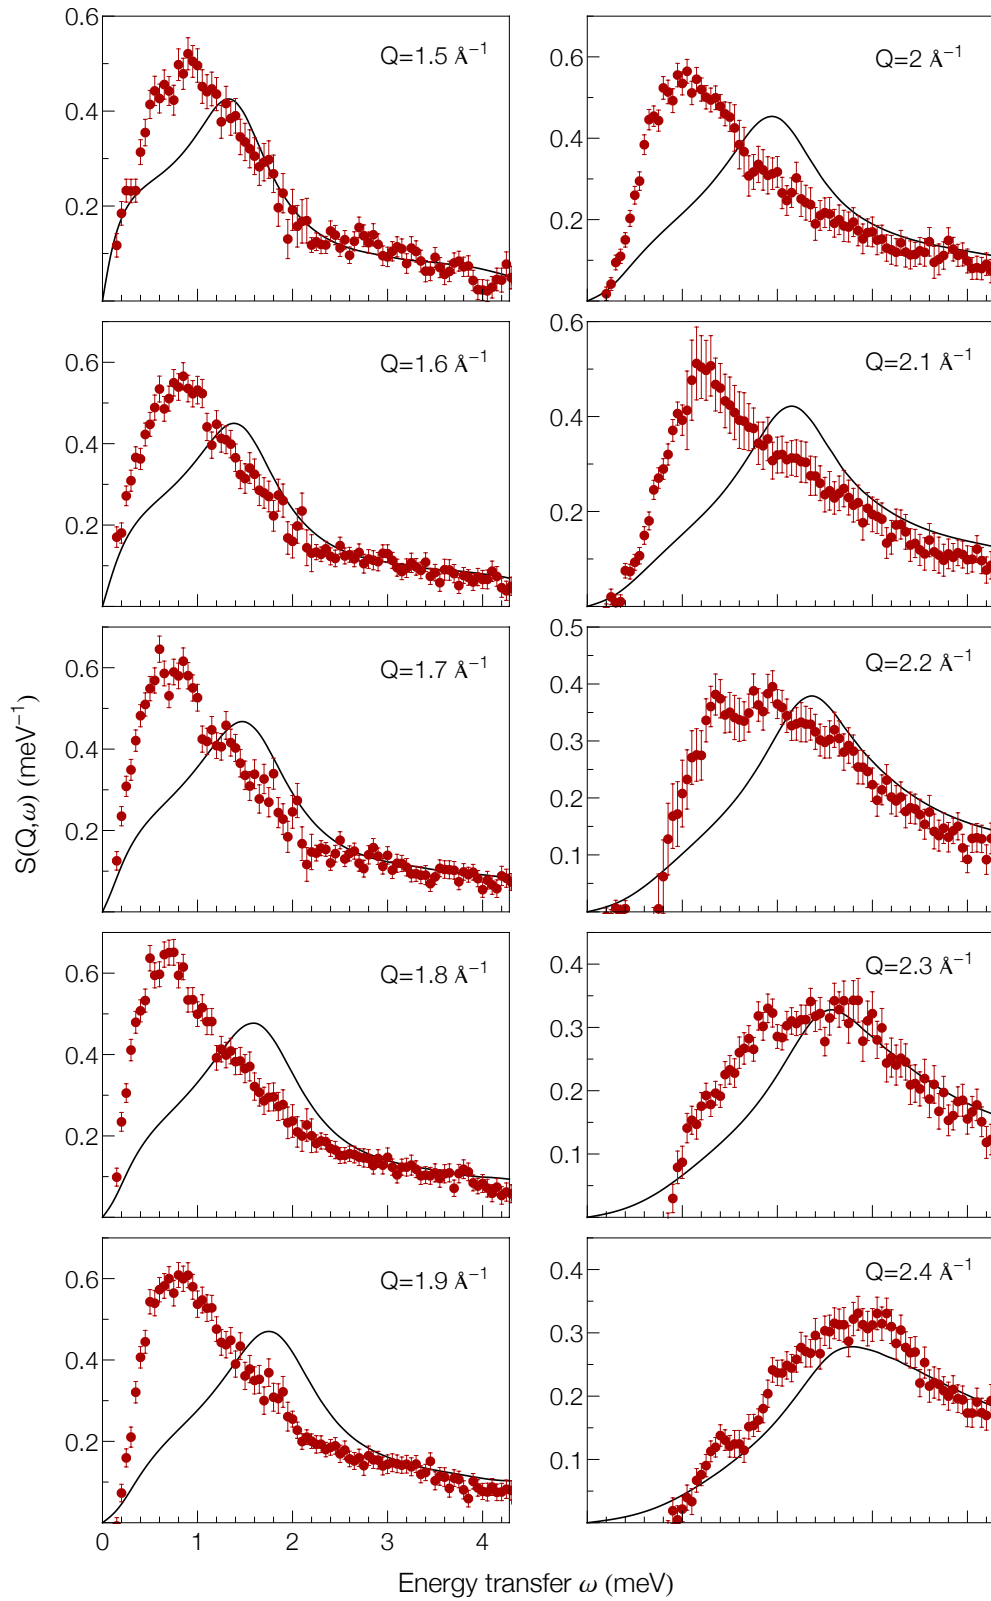 0.6
0.4
0.2
Q=1.5 Å⁻¹
0.6
0.4
0.2
Q=2 Å⁻¹
0.6
0.4
0.2
Q=1.6 Å⁻¹
0.6
0.4
0.2
Q=2.1 Å⁻¹
0.6
0.4
0.2
Q=1.7 Å⁻¹
0.5
0.4
0.3
0.2
0.1
Q=2.2 Å⁻¹
S(Q,ω) (meV⁻¹)
0.6
0.4
0.2
Q=1.8 Å⁻¹
0.4
0.3
0.2
0.1
Q=2.3 Å⁻¹
0.6
0.4
0.2
Q=1.9 Å⁻¹
0.4
0.3
0.2
0.1
Q=2.4 Å⁻¹
0 1 2 3 4
Energy transfer ω (meV)